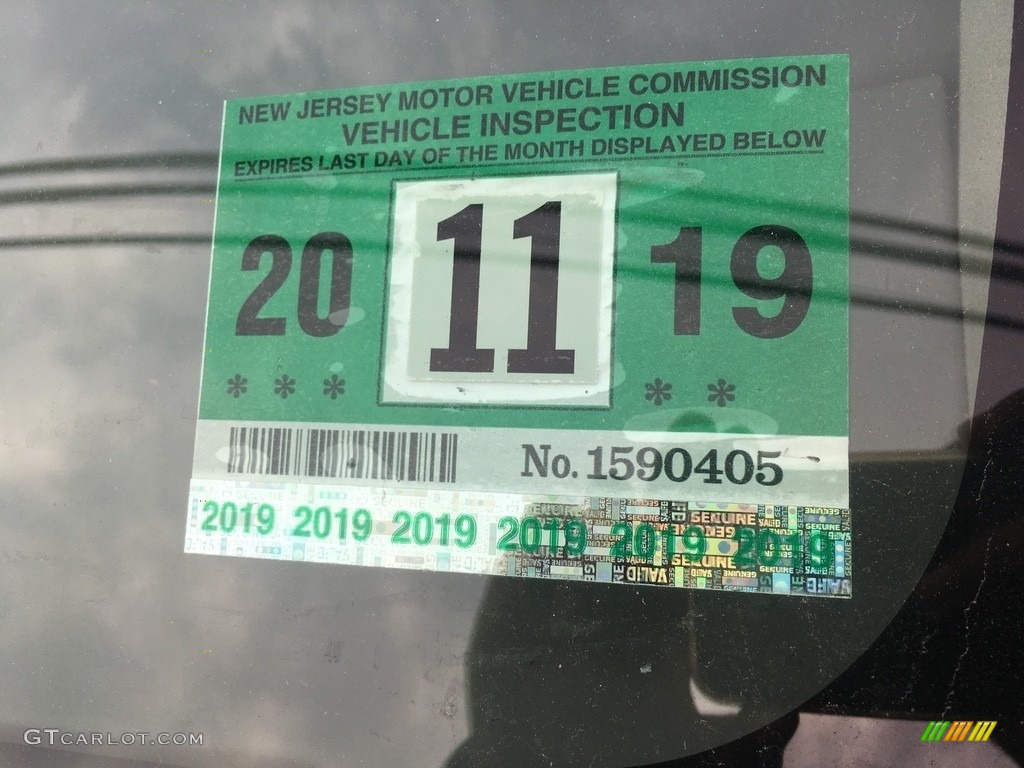 NEW JERSEY MOTOR VEHICLE COMMISSION
VEHICLE INSPECTION
EXPIRES LAST DAY OF THE MONTH DISPLAYED BELOW
20 11 19
* * * * *
No. 1590405
2019 2019 2019 2019 2019 2019
GTCARLOT.COM